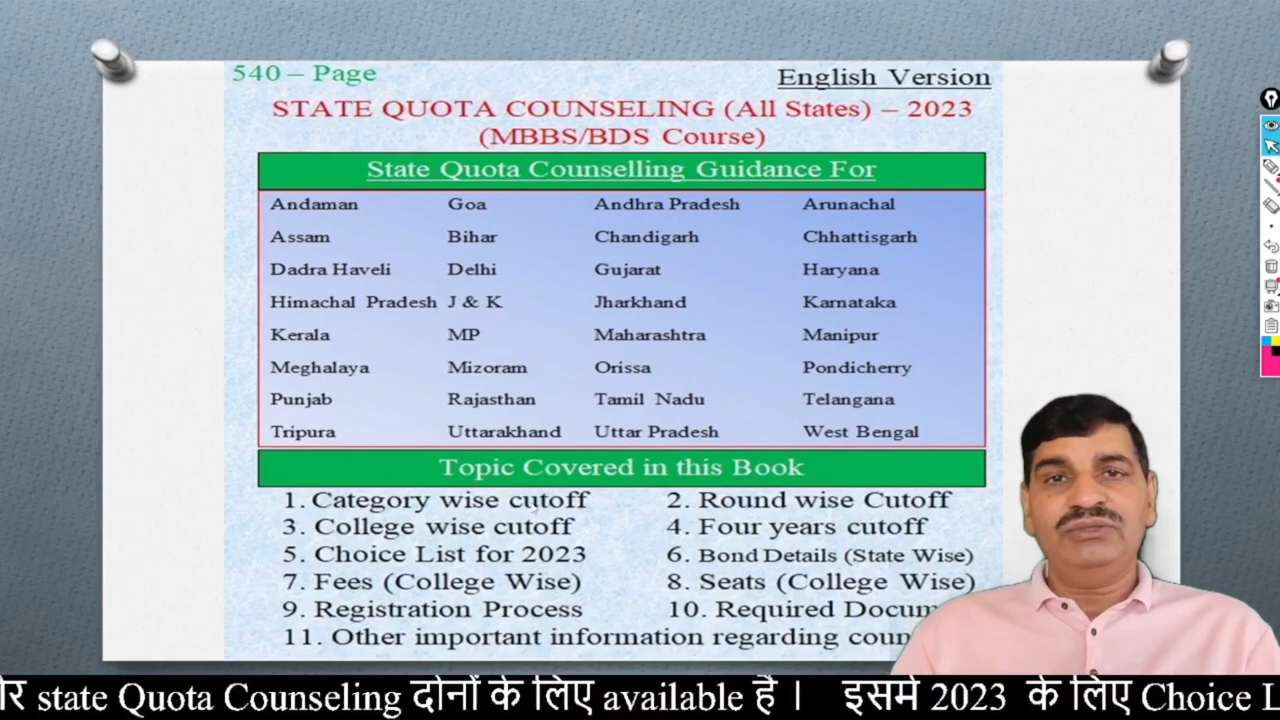 540 – Page English Version
STATE QUOTA COUNSELING (All States) – 2023
(MBBS/BDS Course)
State Quota Counselling Guidance For
Andaman Goa Andhra Pradesh Arunachal
Assam Bihar Chandigarh Chhattisgarh
Dadra Haveli Delhi Gujarat Haryana
Himachal Pradesh J & K Jharkhand Karnataka
Kerala MP Maharashtra Manipur
Meghalaya Mizoram Orissa Pondicherry
Punjab Rajasthan Tamil Nadu Telangana
Tripura Uttarakhand Uttar Pradesh West Bengal
Topic Covered in this Book
1. Category wise cutoff 2. Round wise Cutoff
3. College wise cutoff 4. Four years cutoff
5. Choice List for 2023 6. Bond Details (State Wise)
7. Fees (College Wise) 8. Seats (College Wise)
9. Registration Process 10. Required
11. Other important information regarding
state Quota Counseling दोनों के लिए available है । इसमें 2023 के लिए Choice